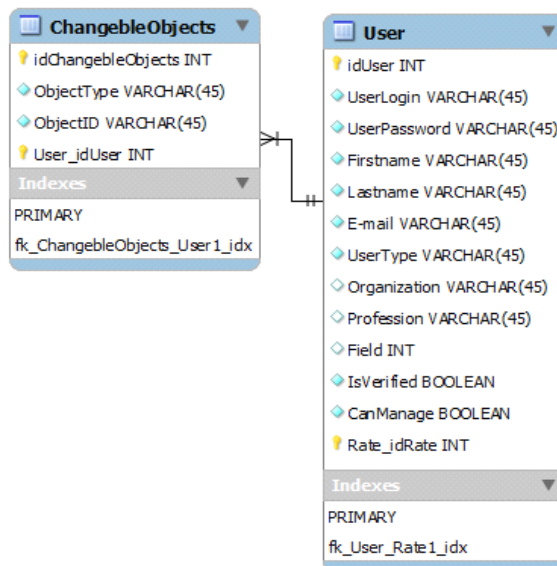 ChangebleObjects
idChangebleObjects INT
ObjectType VARCHAR(45)
ObjectID VARCHAR(45)
User_idUser INT
Indexes
PRIMARY
fk_ChangebleObjects_User1_idx
User
idUser INT
UserLogin VARCHAR(45)
UserPassword VARCHAR(45)
Firstname VARCHAR(45)
Lastname VARCHAR(45)
E-mail VARCHAR(45)
UserType VARCHAR(45)
Organization VARCHAR(45)
Profession VARCHAR(45)
Field INT
IsVerified BOOLEAN
CanManage BOOLEAN
Rate_idRate INT
Indexes
PRIMARY
fk_User_Rate1_idx